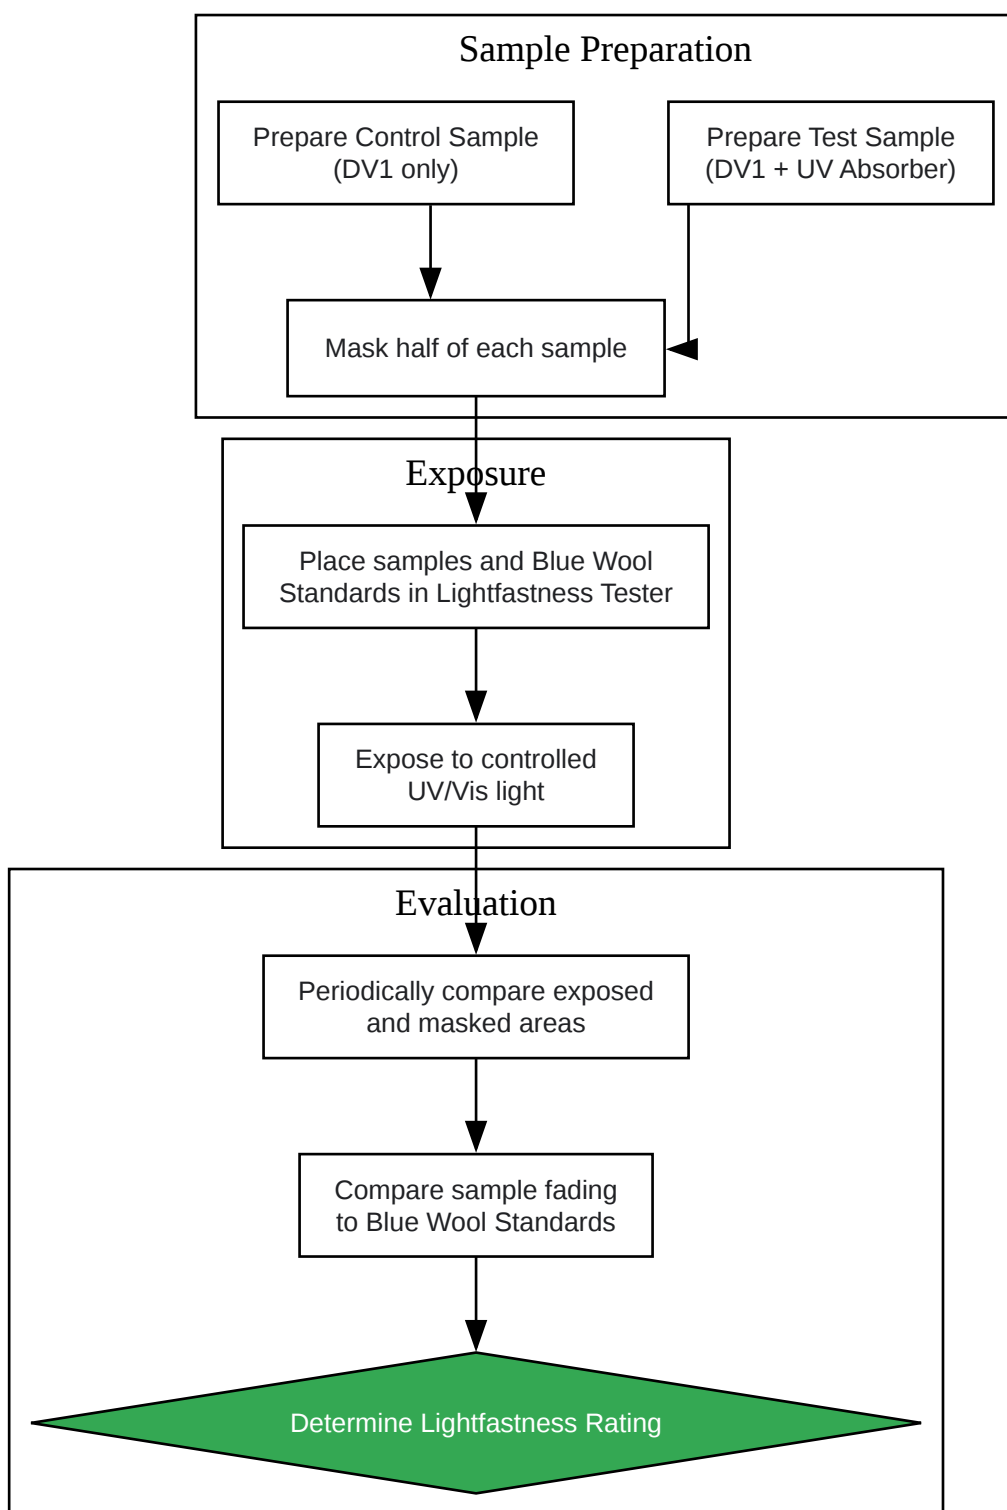 Sample Preparation
Prepare Control Sample
(DV1 only)
Prepare Test Sample
(DV1 + UV Absorber)
Mask half of each sample
Exposure
Place samples and Blue Wool
Standards in Lightfastness Tester
Expose to controlled
UV/Vis light
Evaluation
Periodically compare exposed
and masked areas
Compare sample fading
to Blue Wool Standards
Determine Lightfastness Rating